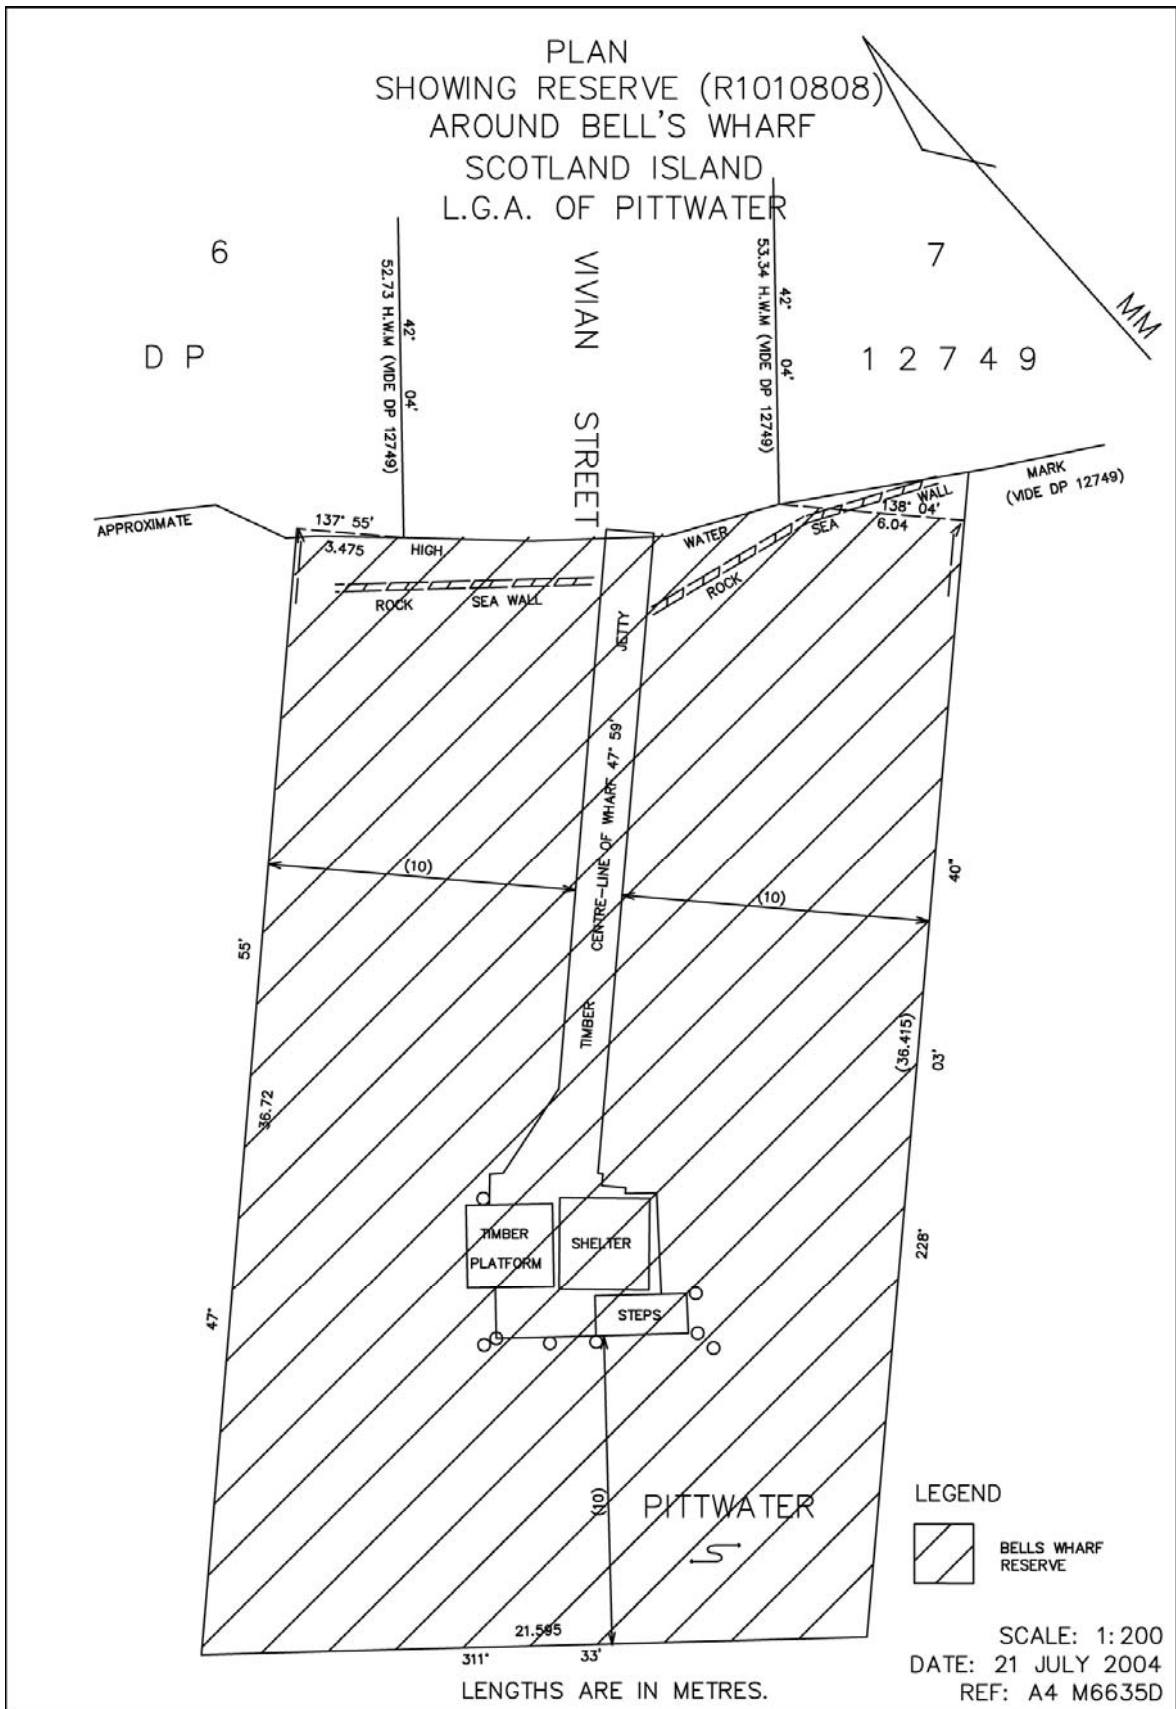 PLAN
SHOWING RESERVE (R1010808)
AROUND BELL'S WHARF
SCOTLAND ISLAND
L.G.A. OF PITTWATER
6
7
D P
1 2 7 4 9
MM
VIVIAN STREET
42° 04'
52.73 H.W.M (VIDE DP 12749)
42° 04'
53.34 H.W.M (VIDE DP 12749)
APPROXIMATE
HIGH
WATER
MARK
(VIDE DP 12749)
137° 55'
3.475
138° 04'
6.04
ROCK
SEA WALL
ROCK
SEA
WALL
JETTY
CENTRE-LINE OF WHARF 47° 59'
TIMBER
(10)
(10)
47° 55'
36.72
228° 03' 40"
(36.415)
TIMBER
PLATFORM
SHELTER
STEPS
(10)
PITTWATER
21.595
311° 33'
LENGTHS ARE IN METRES.
LEGEND
BELLS WHARF
RESERVE
SCALE: 1:200
DATE: 21 JULY 2004
REF: A4 M6635D